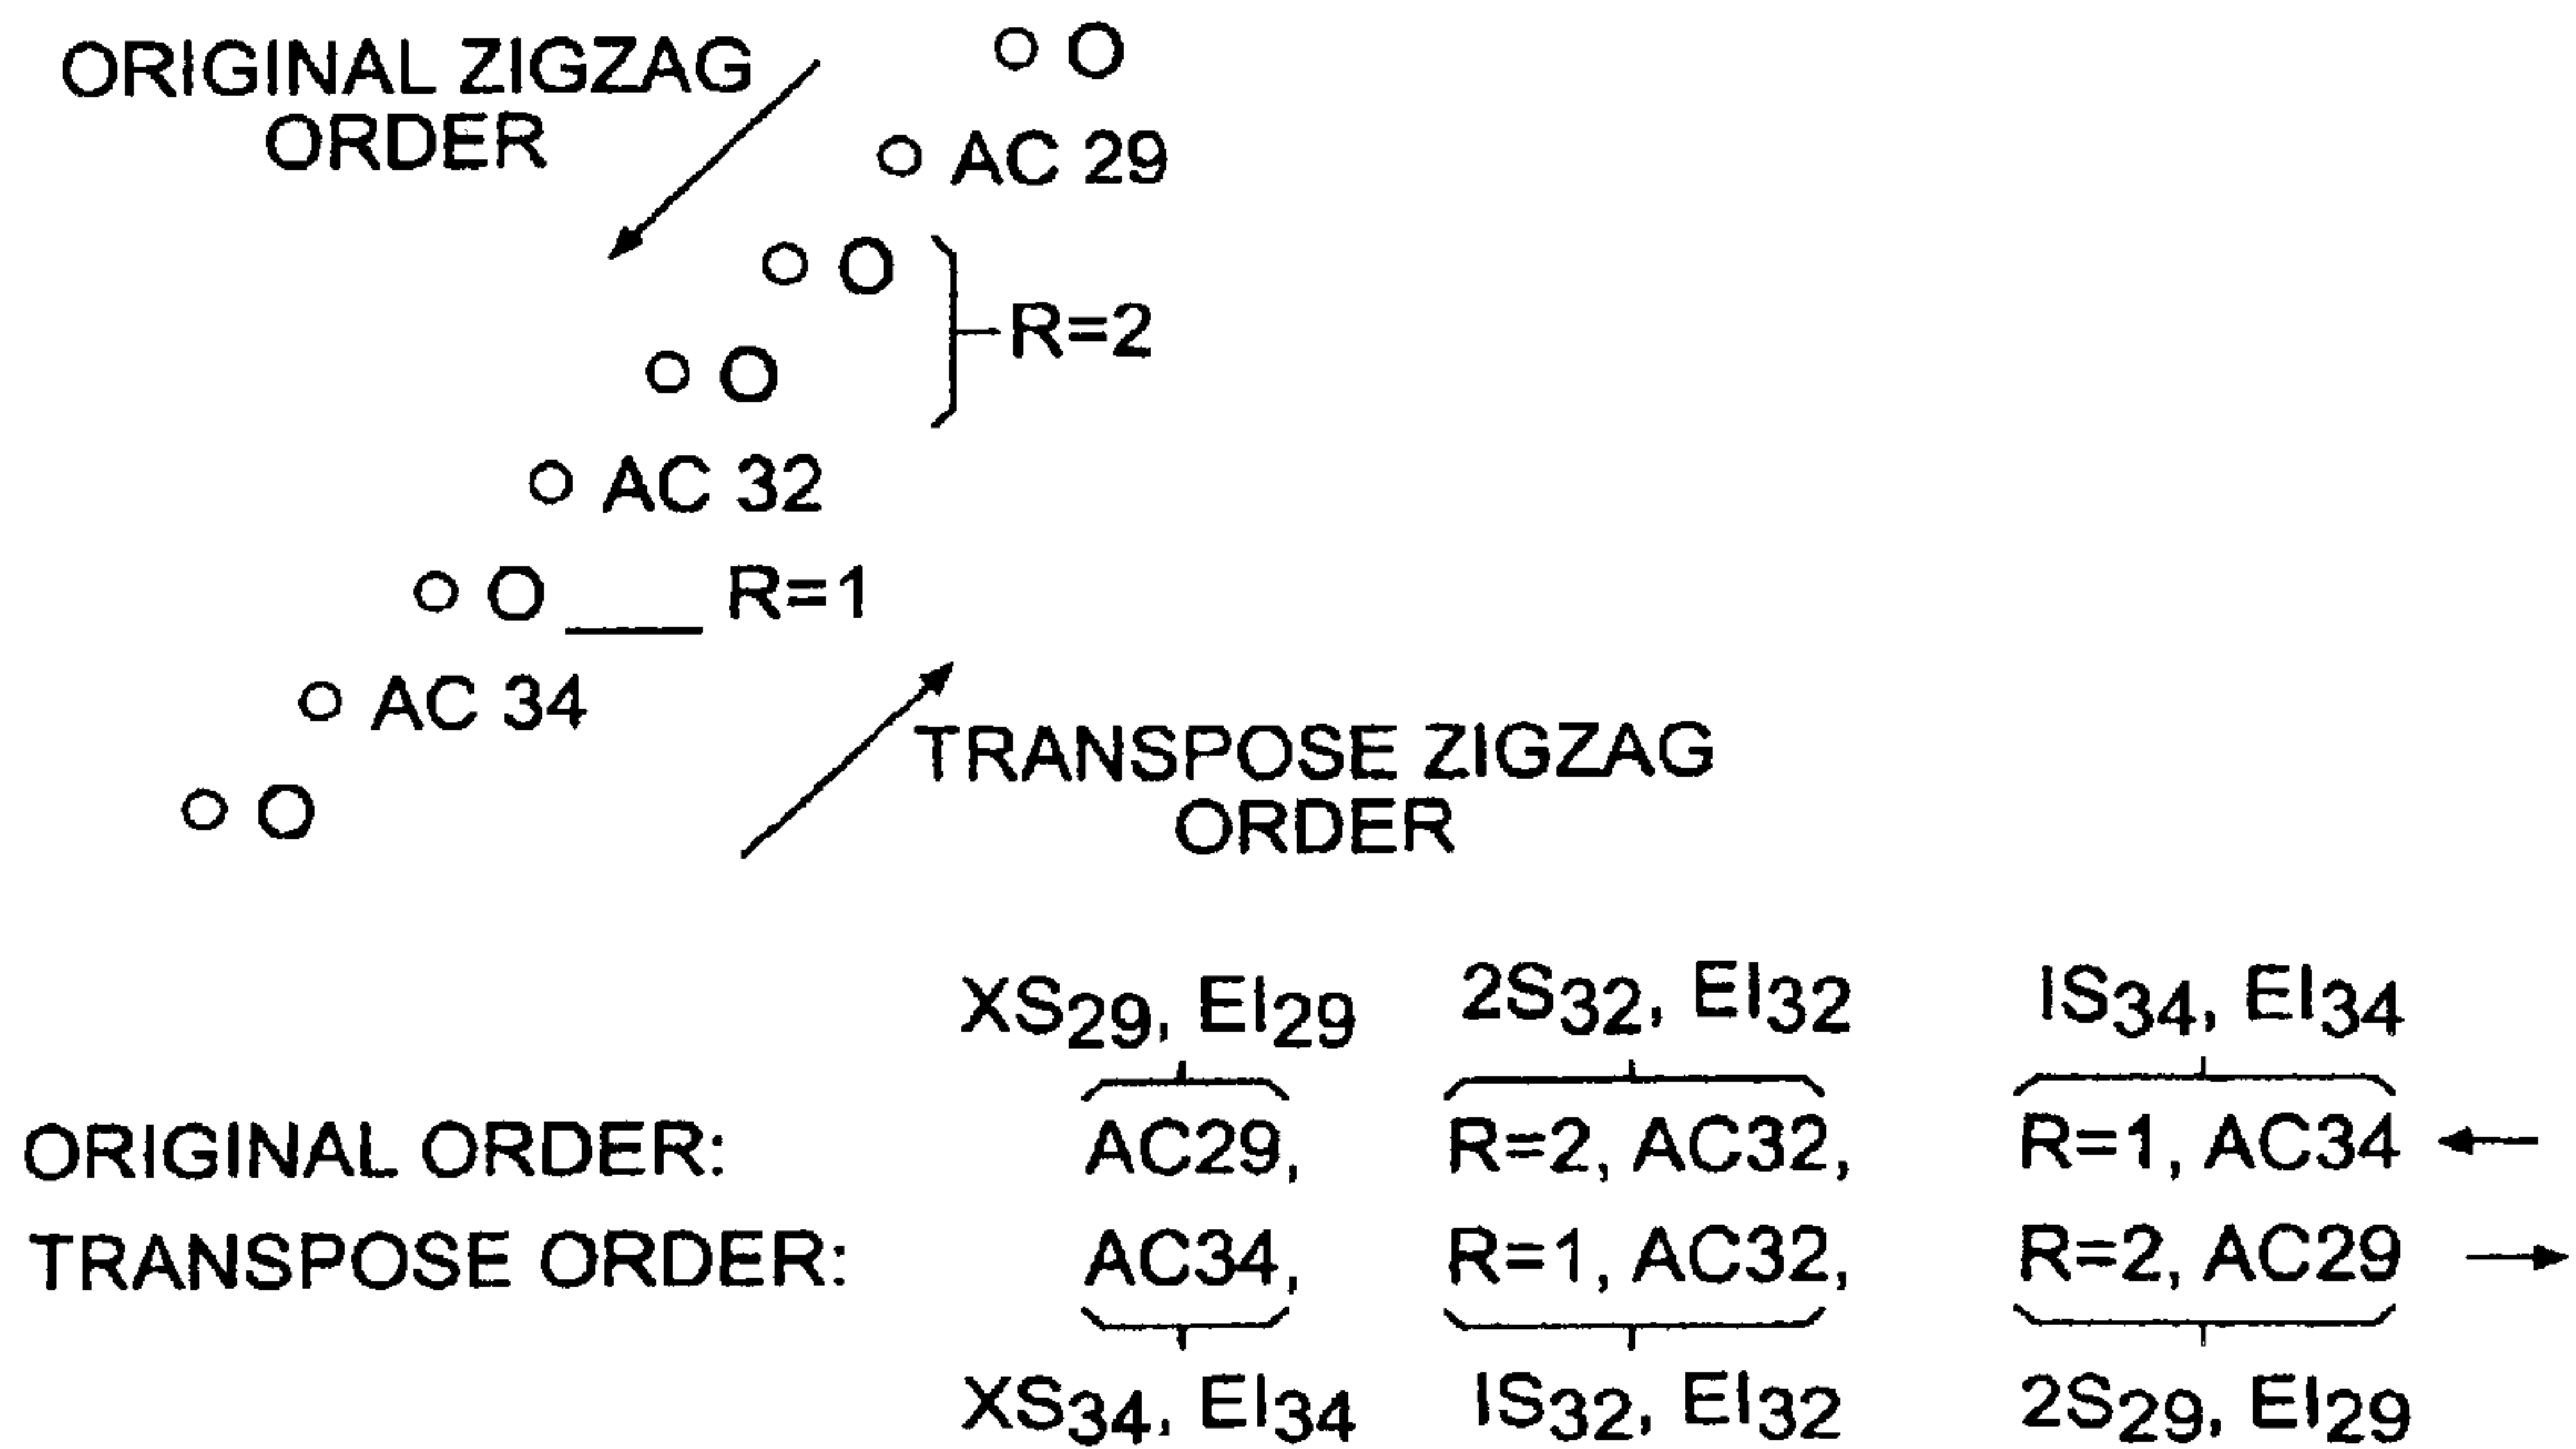 ORIGINAL ZIGZAG
ORDER
○ O
○ AC 29
○ O
R=2
○ O
○ AC 32
○ O ___ R=1
○ AC 34
TRANSPOSE ZIGZAG
ORDER
○ O
XS29, EI29 2S32, EI32 IS34, EI34
ORIGINAL ORDER: AC29, R=2, AC32, R=1, AC34 ←
TRANSPOSE ORDER: AC34, R=1, AC32, R=2, AC29 →
XS34, EI34 IS32, EI32 2S29, EI29